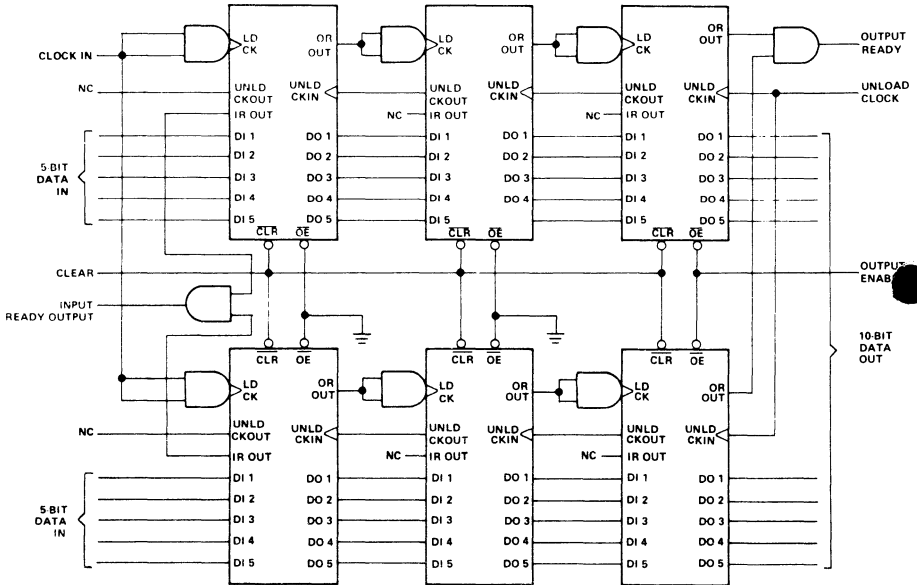 CLOCK IN
LD
CK
OR
OUT
LD
CK
OR
OUT
LD
CK
OR
OUT
OUTPUT
READY
NC
UNLD
CKOUT
UNLD
CKIN
UNLD
CKOUT
UNLD
CKIN
UNLD
CKOUT
UNLD
CKIN
UNLOAD
CLOCK
IR OUT
NC
IR OUT
NC
IR OUT
5-BIT
DATA
IN
DI 1
DO 1
DI 1
DO 1
DI 1
DO 1
DI 2
DO 2
DI 2
DO 2
DI 2
DO 2
DI 3
DO 3
DI 3
DO 3
DI 3
DO 3
DI 4
DO 4
DI 4
DO 4
DI 4
DO 4
DI 5
DO 5
DI 5
DI 5
DO 5
CLR
OE
CLR
OE
CLR
OE
CLEAR
OUTPUT
INPUT
READY OUTPUT
10-BIT
DATA
OUT
CLR
OE
CLR
OE
CLR
OE
LD
CK
OR
OUT
LD
CK
OR
OUT
LD
CK
OR
OUT
NC
UNLD
CKOUT
UNLD
CKIN
UNLD
CKOUT
UNLD
CKIN
UNLD
CKOUT
UNLD
CKIN
IR OUT
NC
IR OUT
NC
IR OUT
5-BIT
DATA
IN
DI 1
DO 1
DI 1
DO 1
DI 1
DO 1
DI 2
DO 2
DI 2
DO 2
DI 2
DO 2
DI 3
DO 3
DI 3
DO 3
DI 3
DO 3
DI 4
DO 4
DI 4
DO 4
DI 4
DO 4
DI 5
DO 5
DI 5
DO 5
DI 5
DO 5